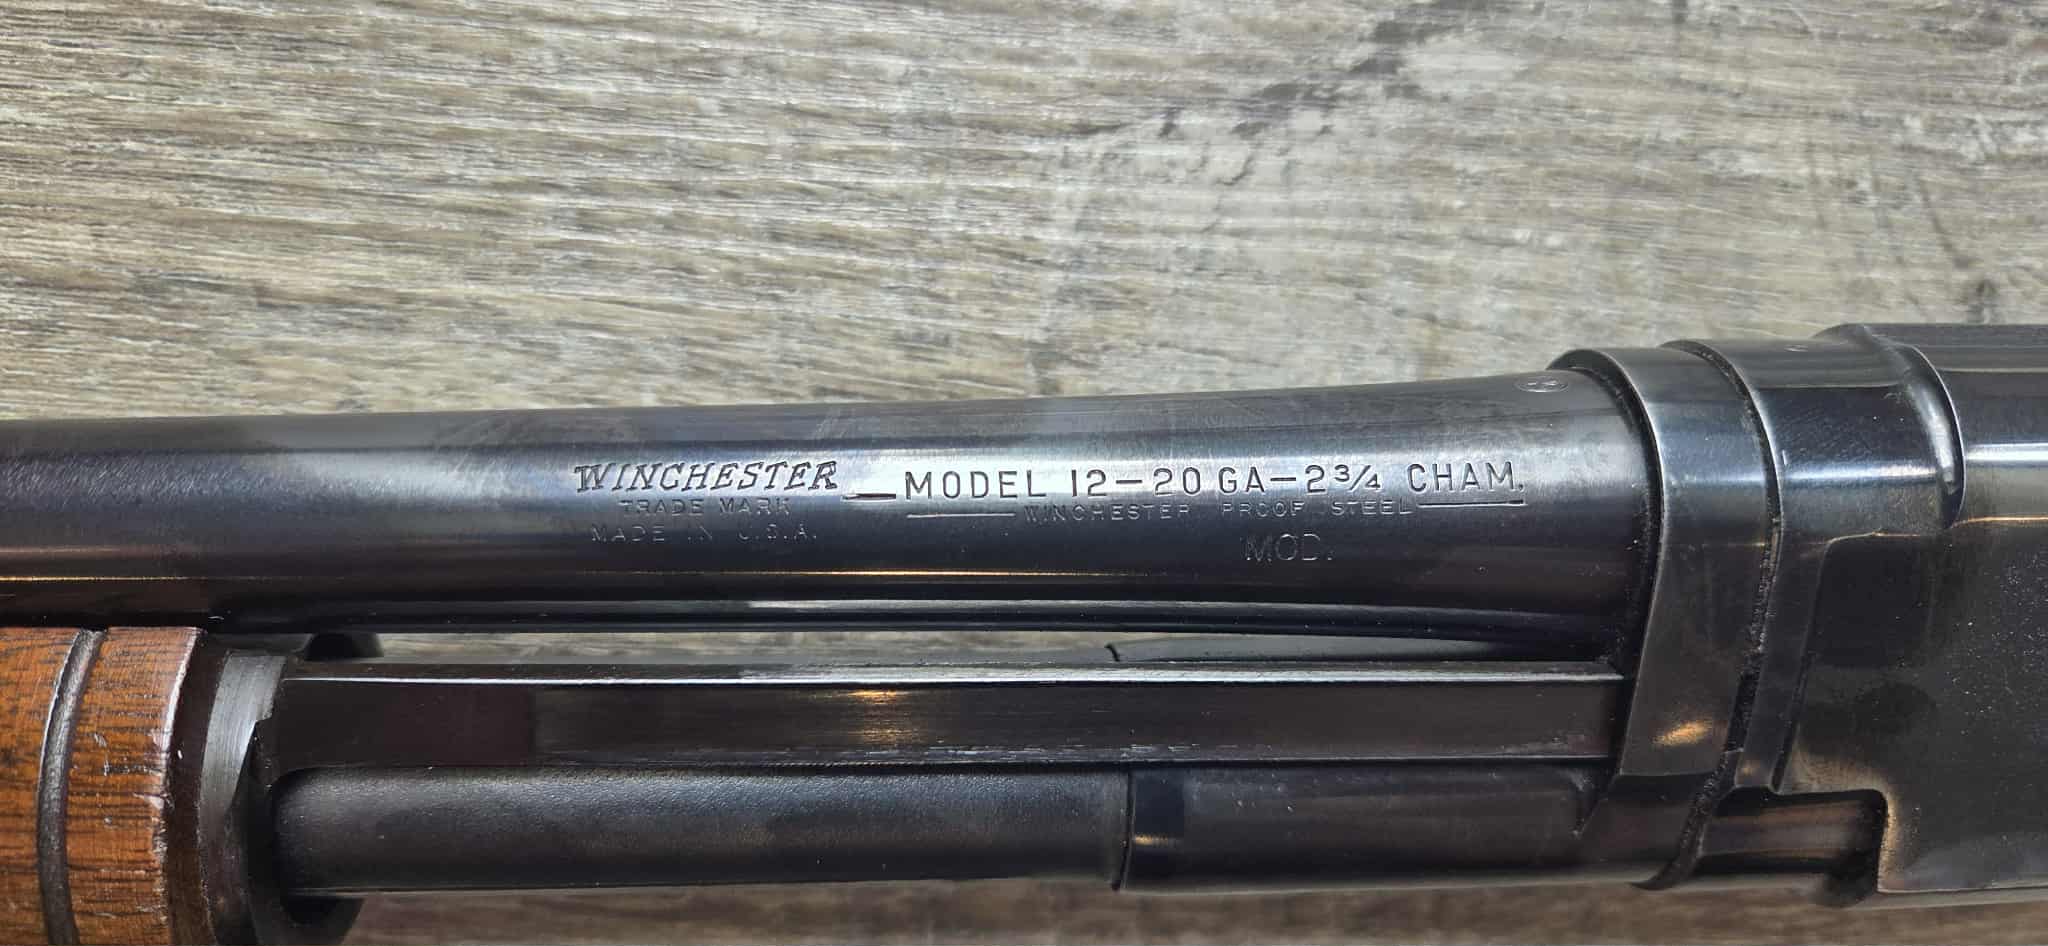 WINCHESTER
TRADE MARK
MADE IN U.S.A.
MODEL 12-20 GA-2¾ CHAM.
WINCHESTER PROOF STEEL
MOD.